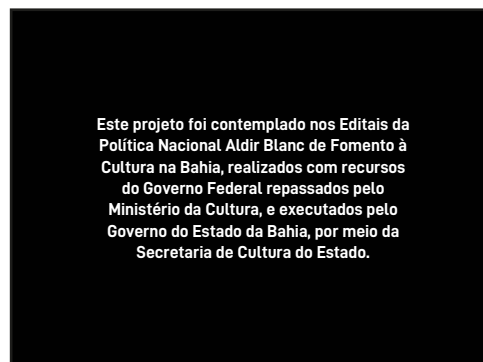 Este projeto foi contemplado nos Editais da
Política Nacional Aldir Blanc de Fomento à
Cultura na Bahia, realizados com recursos
do Governo Federal repassados pelo
Ministério da Cultura, e executados pelo
Governo do Estado da Bahia, por meio da
Secretaria de Cultura do Estado.